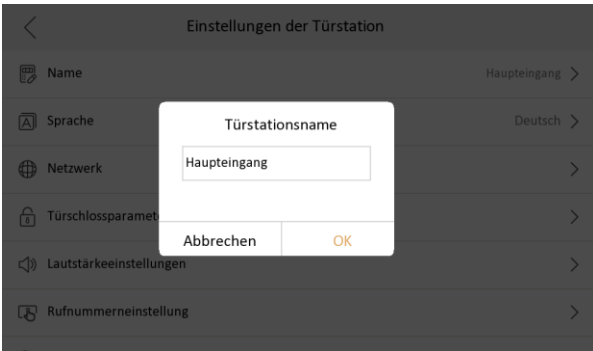 Einstellungen der Türstation
Name
Haupteingang
Sprache
Deutsch
Türstationsname
Haupteingang
Netzwerk
Türschlossparamet
Abbrechen
OK
Lautstärkeeinstellungen
Rufnummerneinstellung